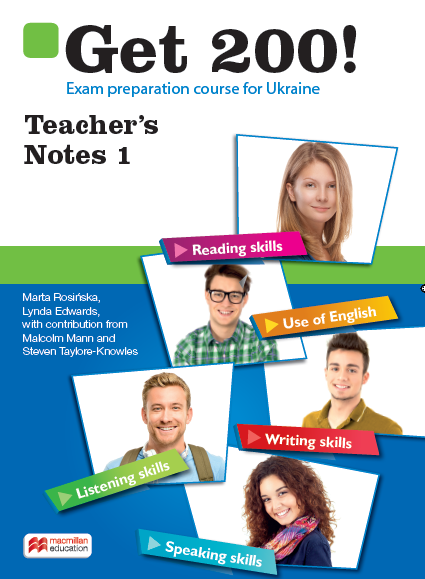 Get 200!
Exam preparation course for Ukraine
Teacher's
Notes 1
Reading skills
Marta Rosińska,
Lynda Edwards,
with contribution from
Malcolm Mann and
Steven Taylore-Knowles
Use of English
Writing skills
Listening skills
Speaking skills
macmillan
education